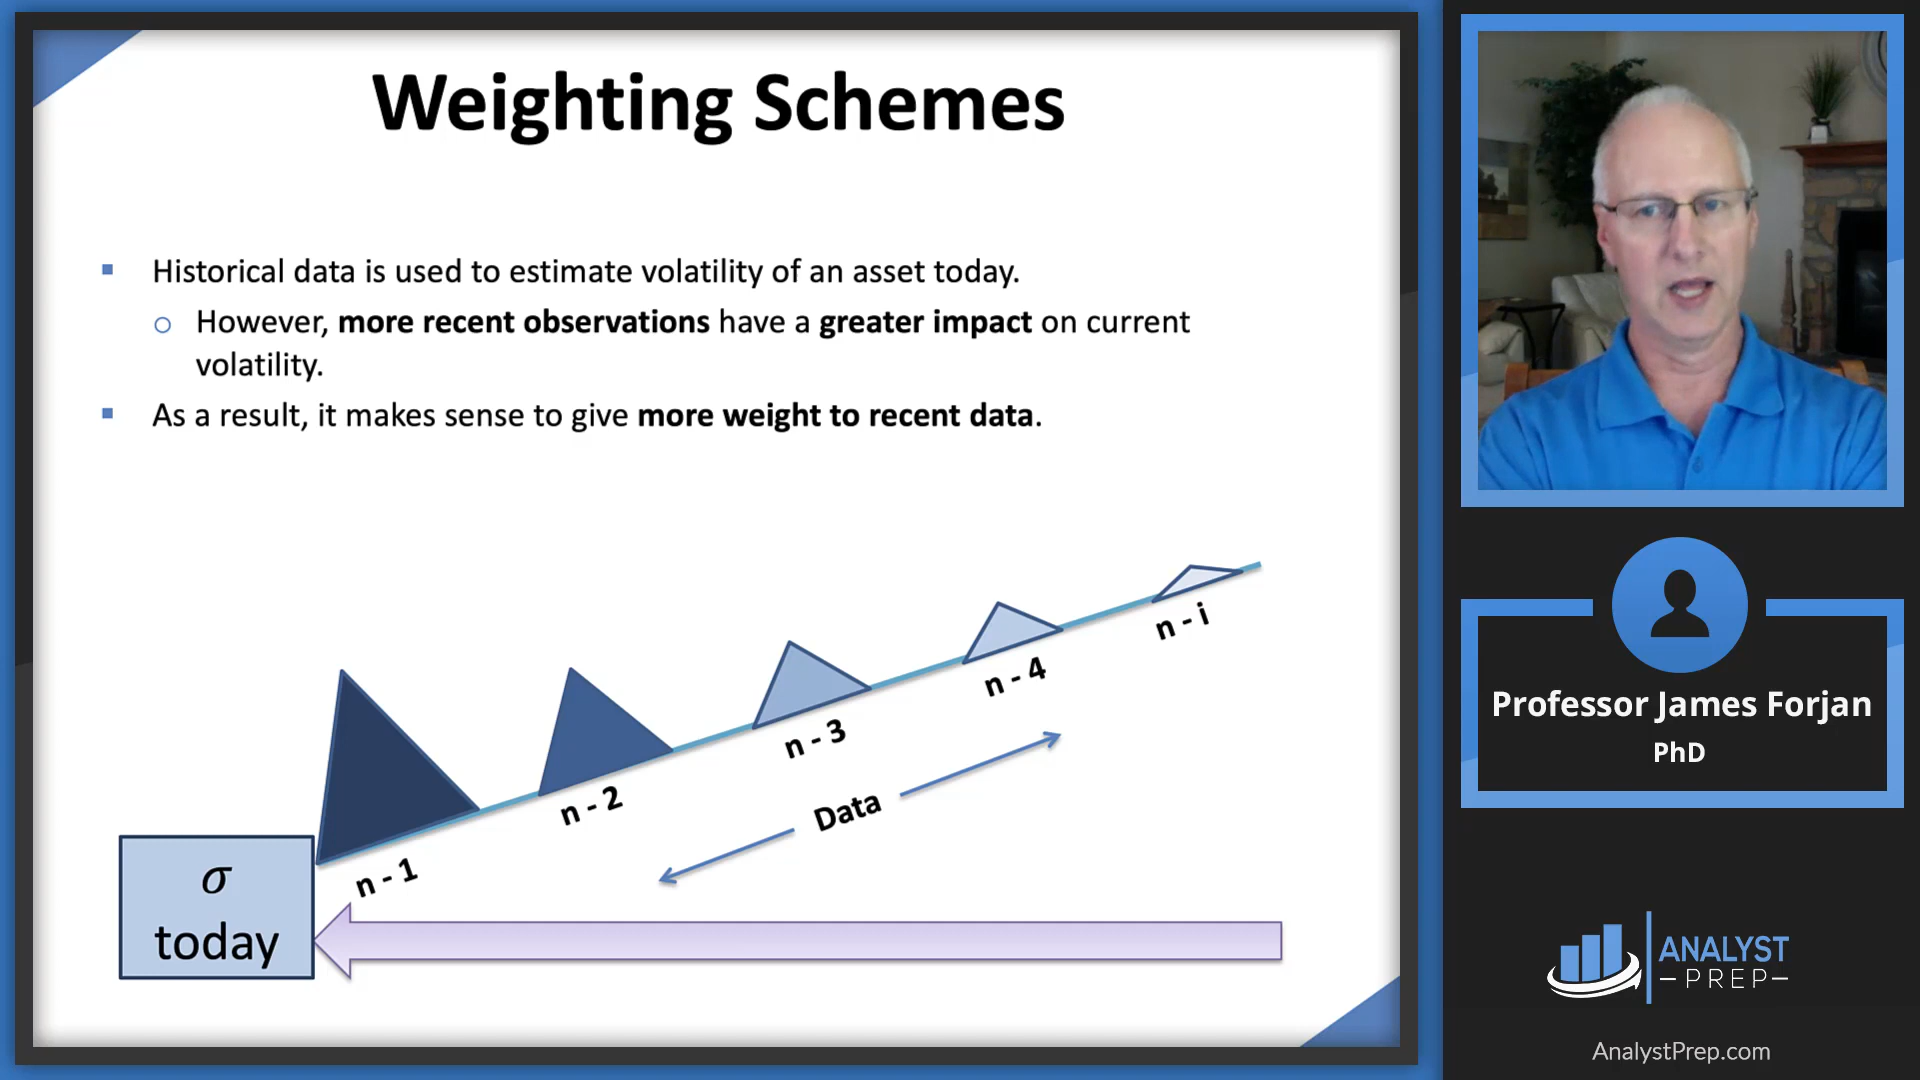 Weighting Schemes
Historical data is used to estimate volatility of an asset today.
However, more recent observations have a greater impact on current
volatility.
As a result, it makes sense to give more weight to recent data.
n - i
n - 4
n - 3
n - 2
n - 1
Data
σ
today
Professor James Forjan
PhD
ANALYST
PREP
AnalystPrep.com